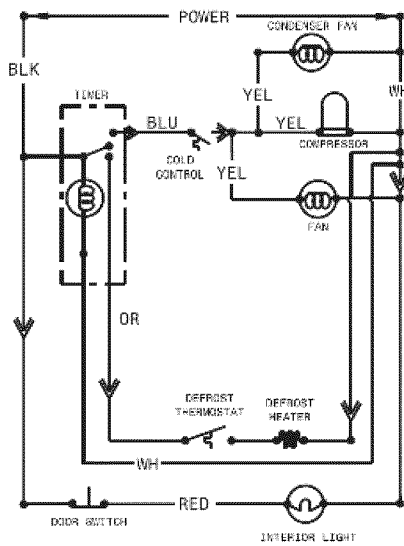 POWER
CONDENSER FAN
BLK
WH
TIMER
YEL
BLU
YEL
COLD
CONTROL
COMPRESSOR
YEL
FAN
OR
DEFROST
THERMOSTAT
DEFROST
HEATER
WH
RED
DOOR SWITCH
INTERIOR LIGHT